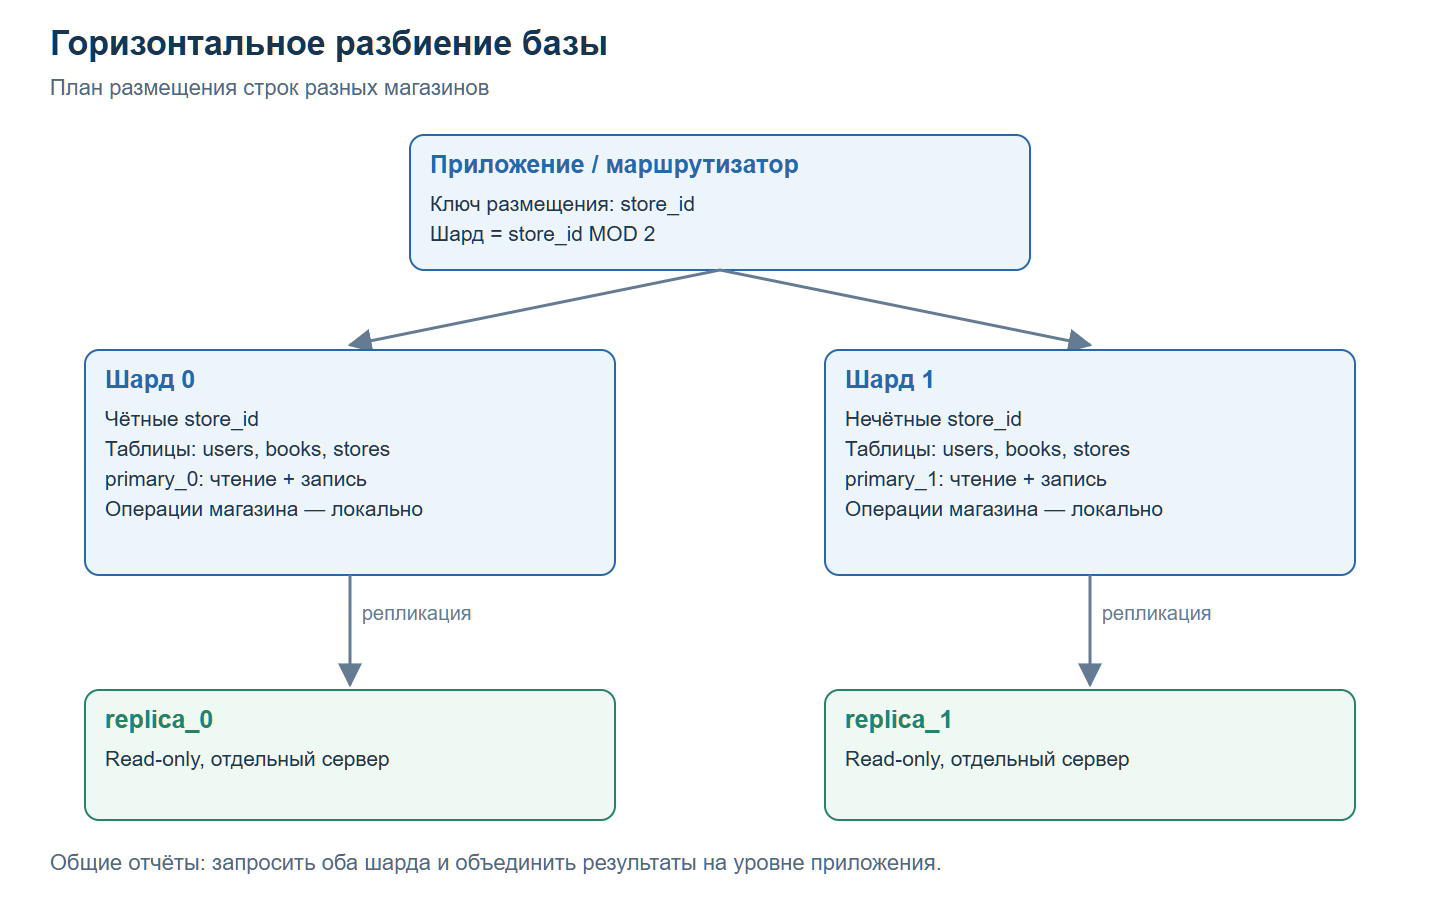 Горизонтальное разбиение базы
План размещения строк разных магазинов
Приложение / маршрутизатор
Ключ размещения: store_id
Шард = store_id MOD 2
Шард 0
Чётные store_id
Таблицы: users, books, stores
primary_0: чтение + запись
Операции магазина — локально
Шард 1
Нечётные store_id
Таблицы: users, books, stores
primary_1: чтение + запись
Операции магазина — локально
репликация
репликация
replica_0
Read-only, отдельный сервер
replica_1
Read-only, отдельный сервер
Общие отчёты: запросить оба шарда и объединить результаты на уровне приложения.